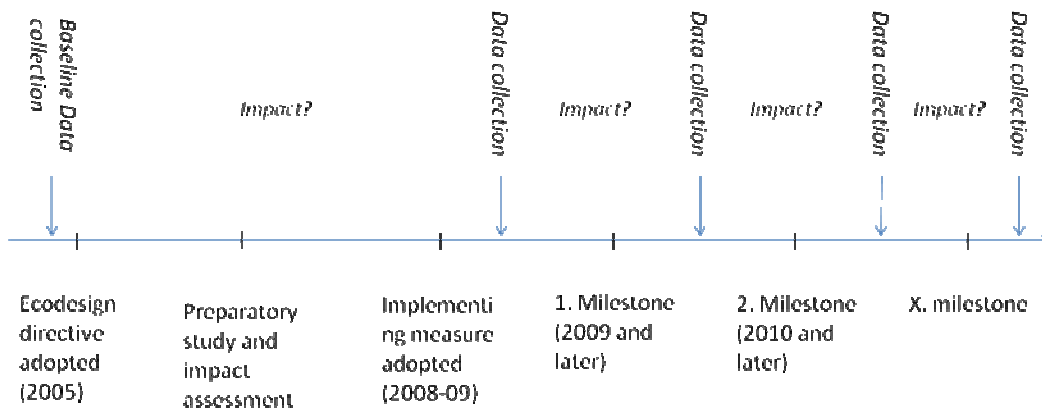 Baseline Data
collection
Impact?
Data collection
Impact?
Data collection
Impact?
Data collection
Impact?
Data collection
Ecodesign
directive
adopted
(2005)
Preparatory
study and
impact
assessment
Implementi
ng measure
adopted
(2008-09)
1. Milestone
(2009 and
later)
2. Milestone
(2010 and
later)
X. milestone